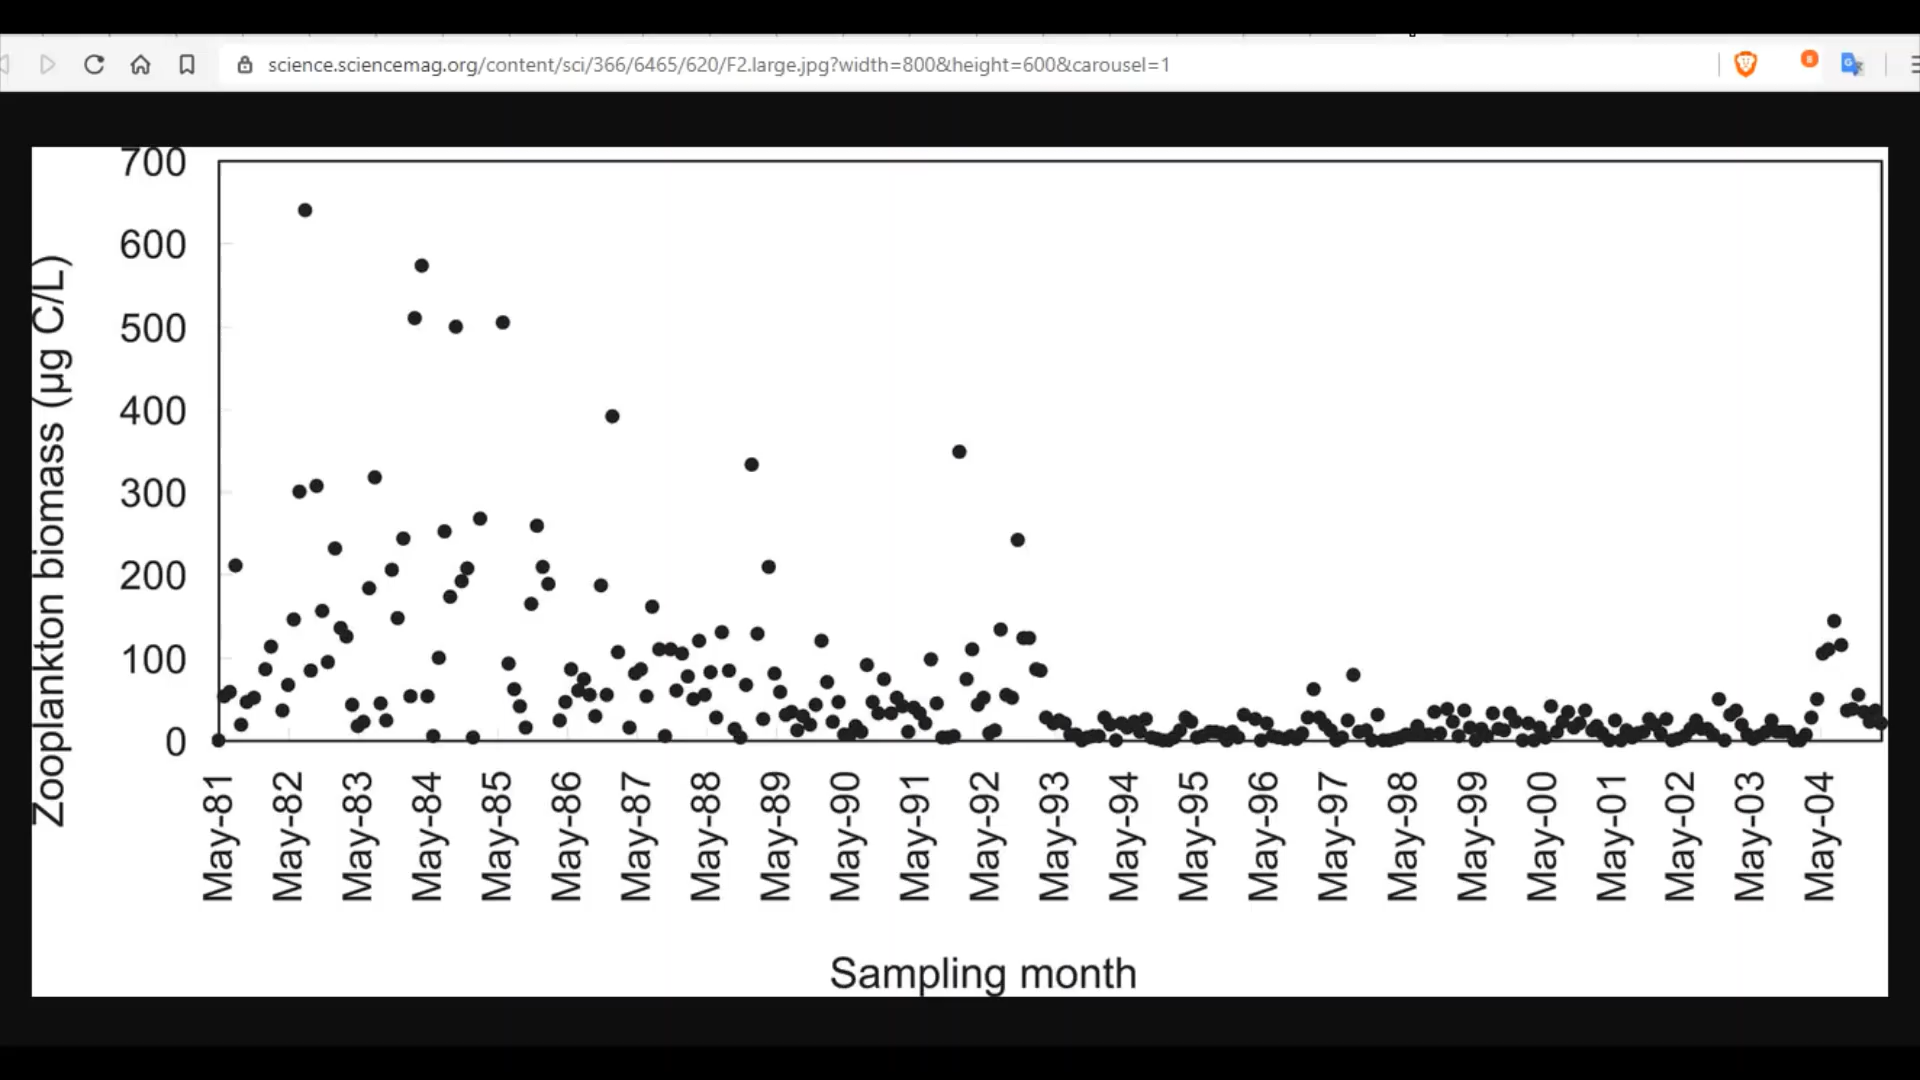 science.sciencemag.org/content/sci/366/6465/620/F2.large.jpg?width=800&height=600&carousel=1
Zooplankton biomass (µg C/L)
700
600
500
400
300
200
100
0
May-81
May-82
May-83
May-84
May-85
May-86
May-87
May-88
May-89
May-90
May-91
May-92
May-93
May-94
May-95
May-96
May-97
May-98
May-99
May-00
May-01
May-02
May-03
May-04
Sampling month